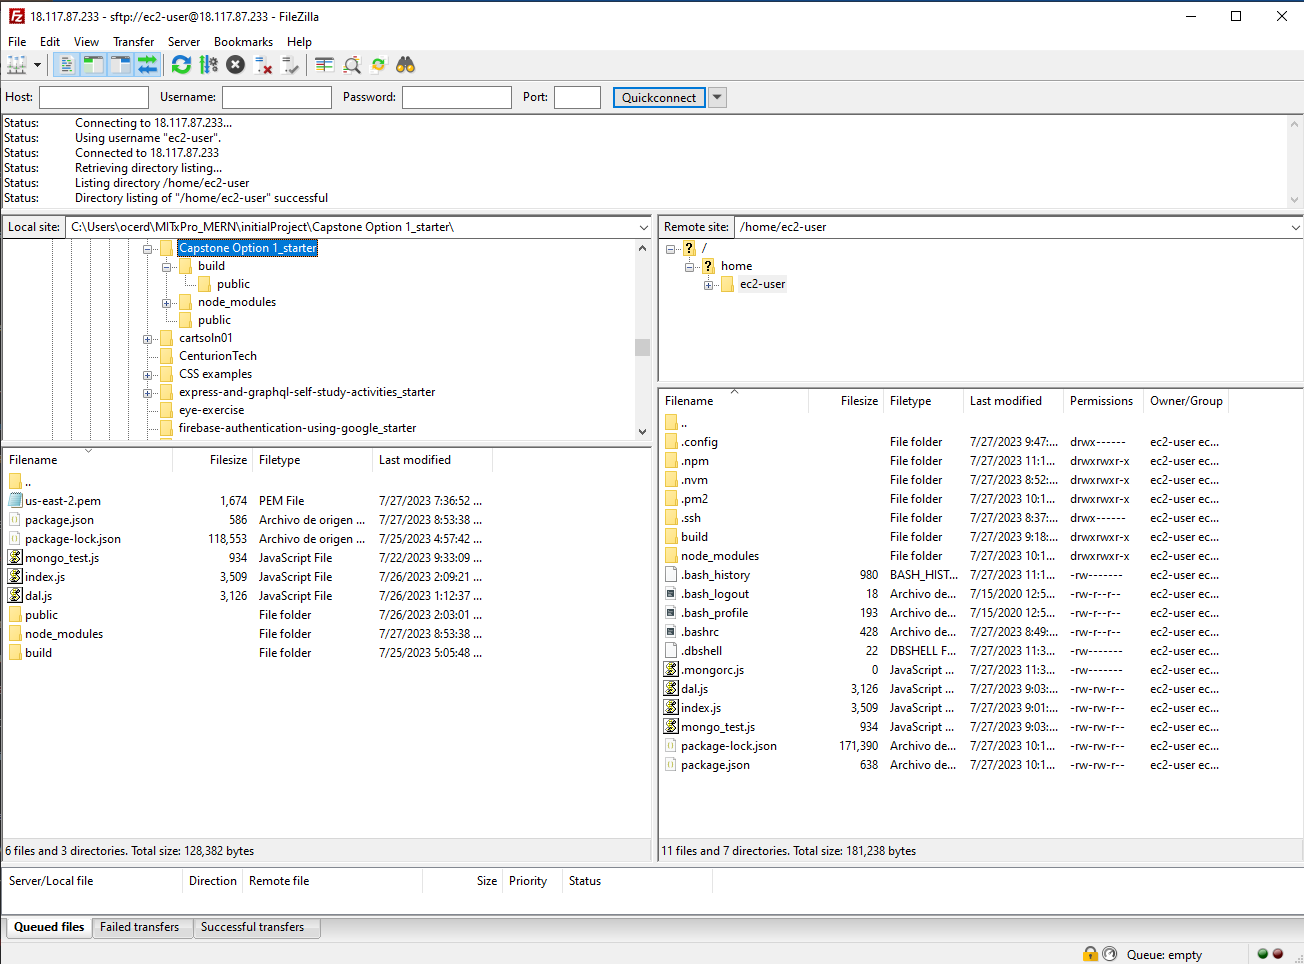 18.117.87.233 - sftp://ec2-user@18.117.87.233 - FileZilla
File Edit View Transfer Server Bookmarks Help
Host: Username: Password: Port: Quickconnect
Status: Connecting to 18.117.87.233...
Status: Using username "ec2-user".
Status: Connected to 18.117.87.233
Status: Retrieving directory listing...
Status: Listing directory /home/ec2-user
Status: Directory listing of "/home/ec2-user" successful
Local site: C:\Users\ocerd\MITxPro_MERN\initialProject\Capstone Option 1_starter\
Capstone Option 1_starter
build
public
node_modules
public
cartsoln01
CenturionTech
CSS examples
express-and-graphql-self-study-activities_starter
eye-exercise
firebase-authentication-using-google_starter
Filename Filesize Filetype Last modified
..
us-east-2.pem 1,674 PEM File 7/27/2023 7:36:52 ...
package.json 586 Archivo de origen ... 7/27/2023 8:53:38 ...
package-lock.json 118,553 Archivo de origen ... 7/25/2023 4:57:42 ...
mongo_test.js 934 JavaScript File 7/22/2023 9:33:09 ...
index.js 3,509 JavaScript File 7/26/2023 2:09:21 ...
dal.js 3,126 JavaScript File 7/26/2023 1:12:37 ...
public File folder 7/26/2023 2:03:01 ...
node_modules File folder 7/27/2023 8:53:38 ...
build File folder 7/25/2023 5:05:48 ...
6 files and 3 directories. Total size: 128,382 bytes
Remote site: /home/ec2-user
/
home
ec2-user
Filename Filesize Filetype Last modified Permissions Owner/Group
..
.config File folder 7/27/2023 9:47:... drwx------ ec2-user ec...
.npm File folder 7/27/2023 11:1... drwxrwxr-x ec2-user ec...
.nvm File folder 7/27/2023 8:52:... drwxrwxr-x ec2-user ec...
.pm2 File folder 7/27/2023 10:1... drwxrwxr-x ec2-user ec...
.ssh File folder 7/27/2023 8:37:... drwx------ ec2-user ec...
build File folder 7/27/2023 9:18:... drwxrwxr-x ec2-user ec...
node_modules File folder 7/27/2023 10:1... drwxrwxr-x ec2-user ec...
.bash_history 980 BASH_HIST... 7/27/2023 11:1... -rw------- ec2-user ec...
.bash_logout 18 Archivo de... 7/15/2020 12:5... -rw-r--r-- ec2-user ec...
.bash_profile 193 Archivo de... 7/15/2020 12:5... -rw-r--r-- ec2-user ec...
.bashrc 428 Archivo de... 7/27/2023 8:49:... -rw-r--r-- ec2-user ec...
.dbshell 22 DBSHELL F... 7/27/2023 11:3... -rw------- ec2-user ec...
.mongorc.js 0 JavaScript ... 7/27/2023 11:3... -rw------- ec2-user ec...
dal.js 3,126 JavaScript ... 7/27/2023 9:03:... -rw-rw-r-- ec2-user ec...
index.js 3,509 JavaScript ... 7/27/2023 9:01:... -rw-rw-r-- ec2-user ec...
mongo_test.js 934 JavaScript ... 7/27/2023 9:03:... -rw-rw-r-- ec2-user ec...
package-lock.json 171,390 Archivo de... 7/27/2023 10:1... -rw-rw-r-- ec2-user ec...
package.json 638 Archivo de... 7/27/2023 10:1... -rw-rw-r-- ec2-user ec...
11 files and 7 directories. Total size: 181,238 bytes
Server/Local file Direction Remote file Size Priority Status
Queued files Failed transfers Successful transfers
Queue: empty